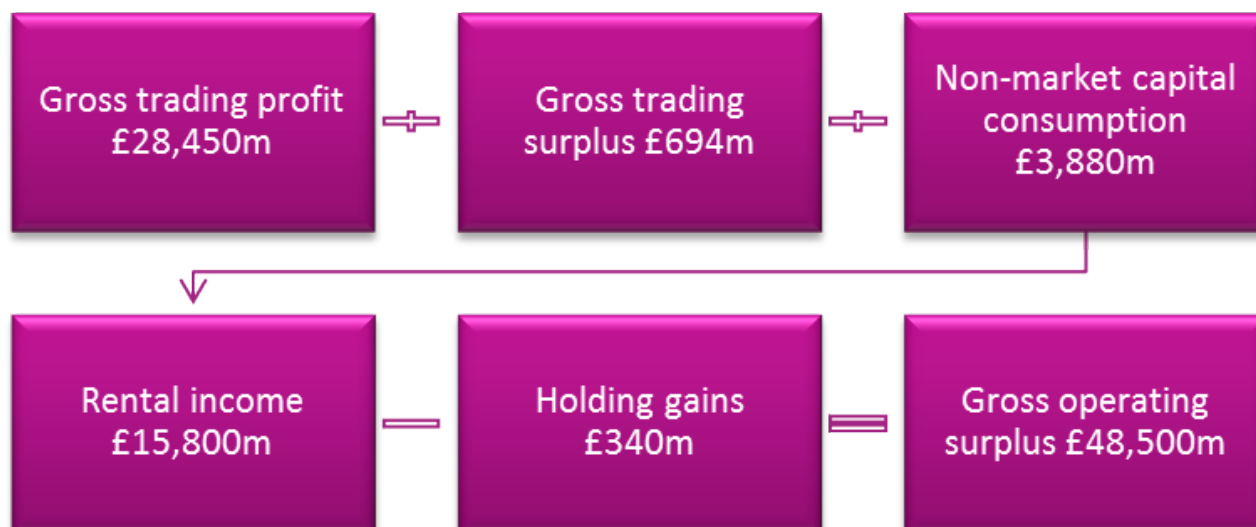 Gross trading profit
£28,450m
Gross trading
surplus £694m
Non-market capital
consumption
£3,880m
Rental income
£15,800m
Holding gains
£340m
Gross operating
surplus £48,500m